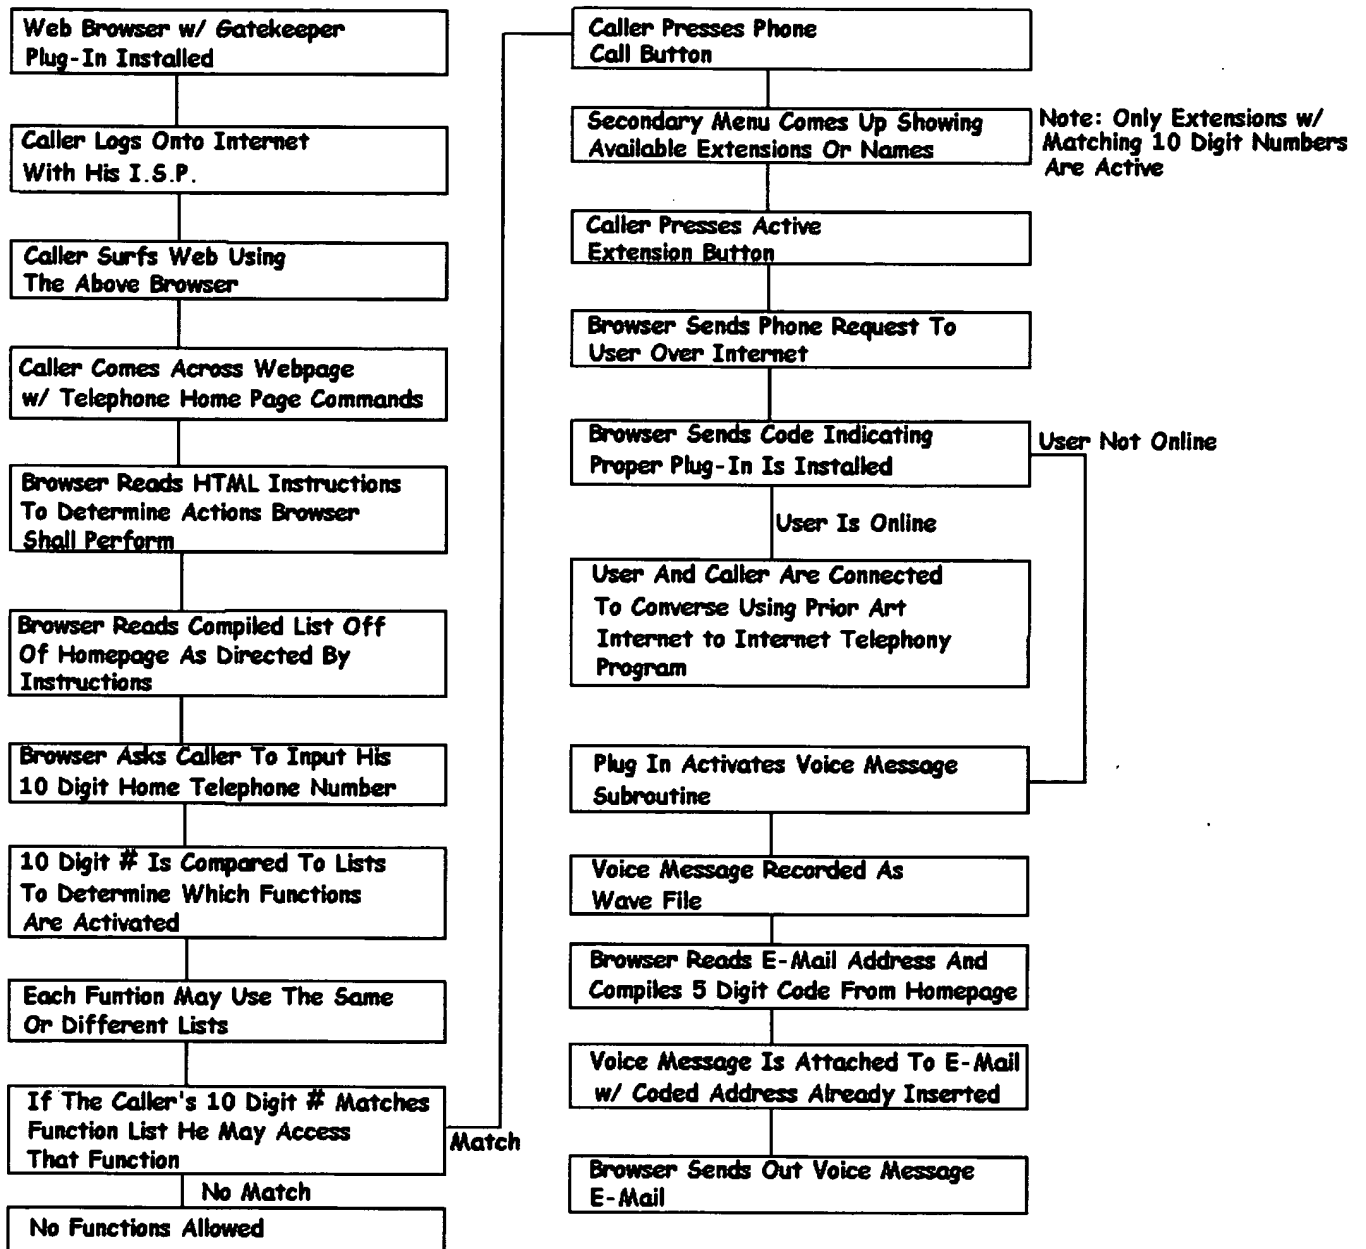 Web Browser w/ Gatekeeper
Plug-In Installed
Caller Logs Onto Internet
With His I.S.P.
Caller Surfs Web Using
The Above Browser
Caller Comes Across Webpage
w/ Telephone Home Page Commands
Browser Reads HTML Instructions
To Determine Actions Browser
Shall Perform
Browser Reads Compiled List Off
Of Homepage As Directed By
Instructions
Browser Asks Caller To Input His
10 Digit Home Telephone Number
10 Digit # Is Compared To Lists
To Determine Which Functions
Are Activated
Each Funtion May Use The Same
Or Different Lists
If The Caller's 10 Digit # Matches
Function List He May Access
That Function
Match
No Match
No Functions Allowed
Caller Presses Phone
Call Button
Secondary Menu Comes Up Showing
Available Extensions Or Names
Note: Only Extensions w/
Matching 10 Digit Numbers
Are Active
Caller Presses Active
Extension Button
Browser Sends Phone Request To
User Over Internet
Browser Sends Code Indicating
Proper Plug-In Is Installed
User Not Online
User Is Online
User And Caller Are Connected
To Converse Using Prior Art
Internet to Internet Telephony
Program
Plug In Activates Voice Message
Subroutine
Voice Message Recorded As
Wave File
Browser Reads E-Mail Address And
Compiles 5 Digit Code From Homepage
Voice Message Is Attached To E-Mail
w/ Coded Address Already Inserted
Browser Sends Out Voice Message
E-Mail